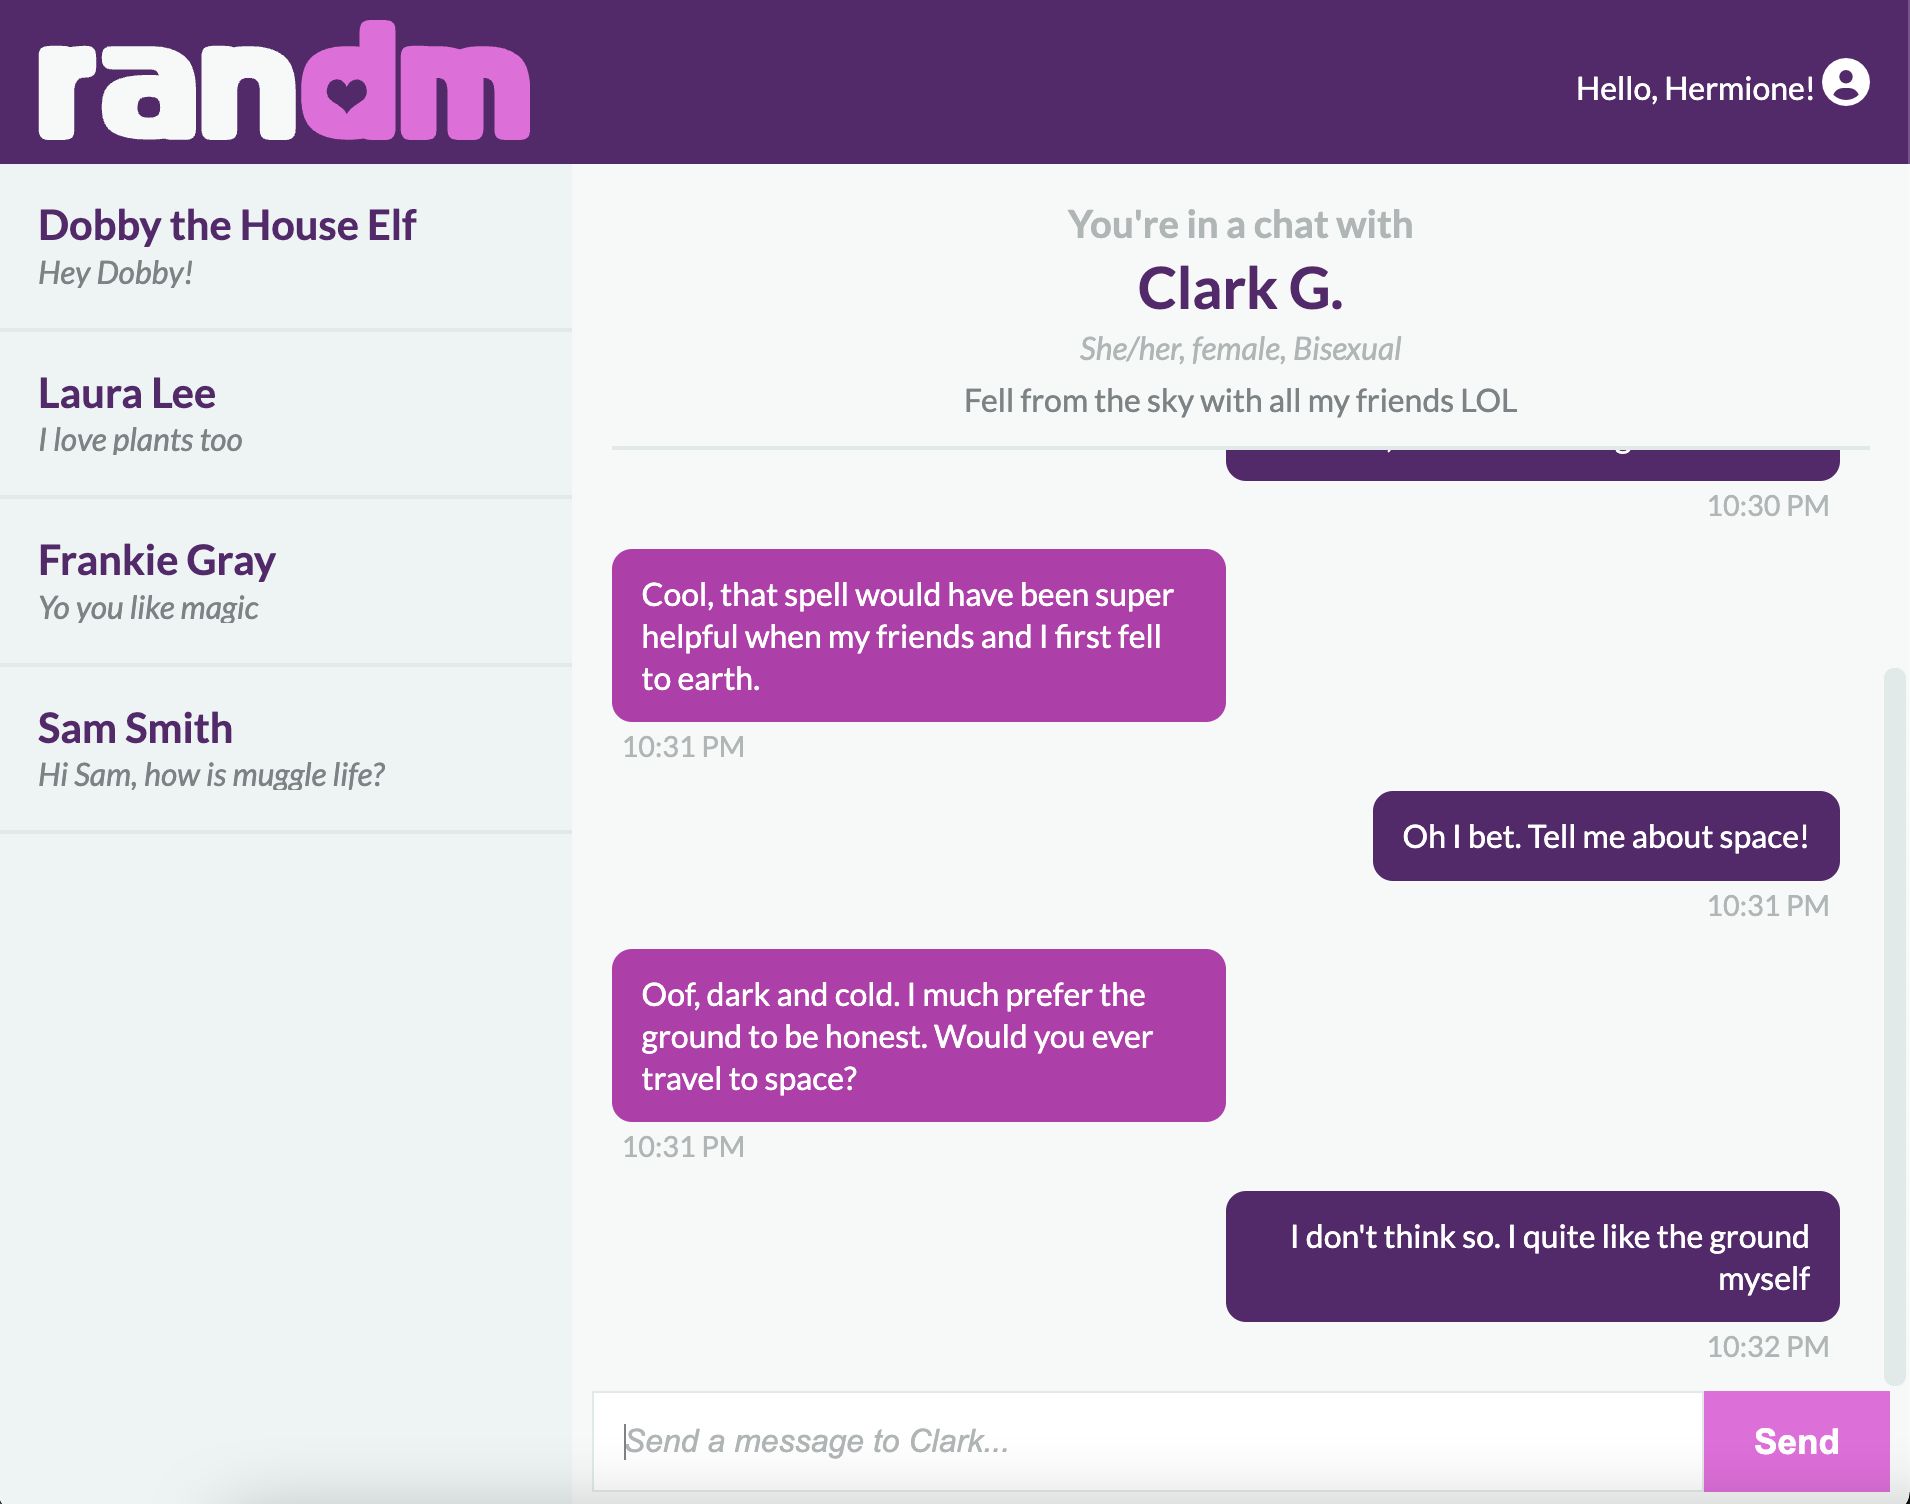 randm
Hello, Hermione!
Dobby the House Elf
Hey Dobby!
Laura Lee
I love plants too
Frankie Gray
Yo you like magic
Sam Smith
Hi Sam, how is muggle life?
You're in a chat with
Clark G.
She/her, female, Bisexual
Fell from the sky with all my friends LOL
10:30 PM
Cool, that spell would have been super
helpful when my friends and I first fell
to earth.
10:31 PM
Oh I bet. Tell me about space!
10:31 PM
Oof, dark and cold. I much prefer the
ground to be honest. Would you ever
travel to space?
10:31 PM
I don't think so. I quite like the ground
myself
10:32 PM
Send a message to Clark...
Send